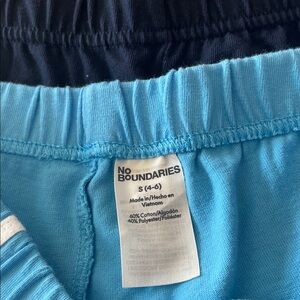 No
BOUNDARIES
S (4-6)
Made in/Hecho en
Vietnam
60% Cotton/Algodón
40% Polyester/Poliéster